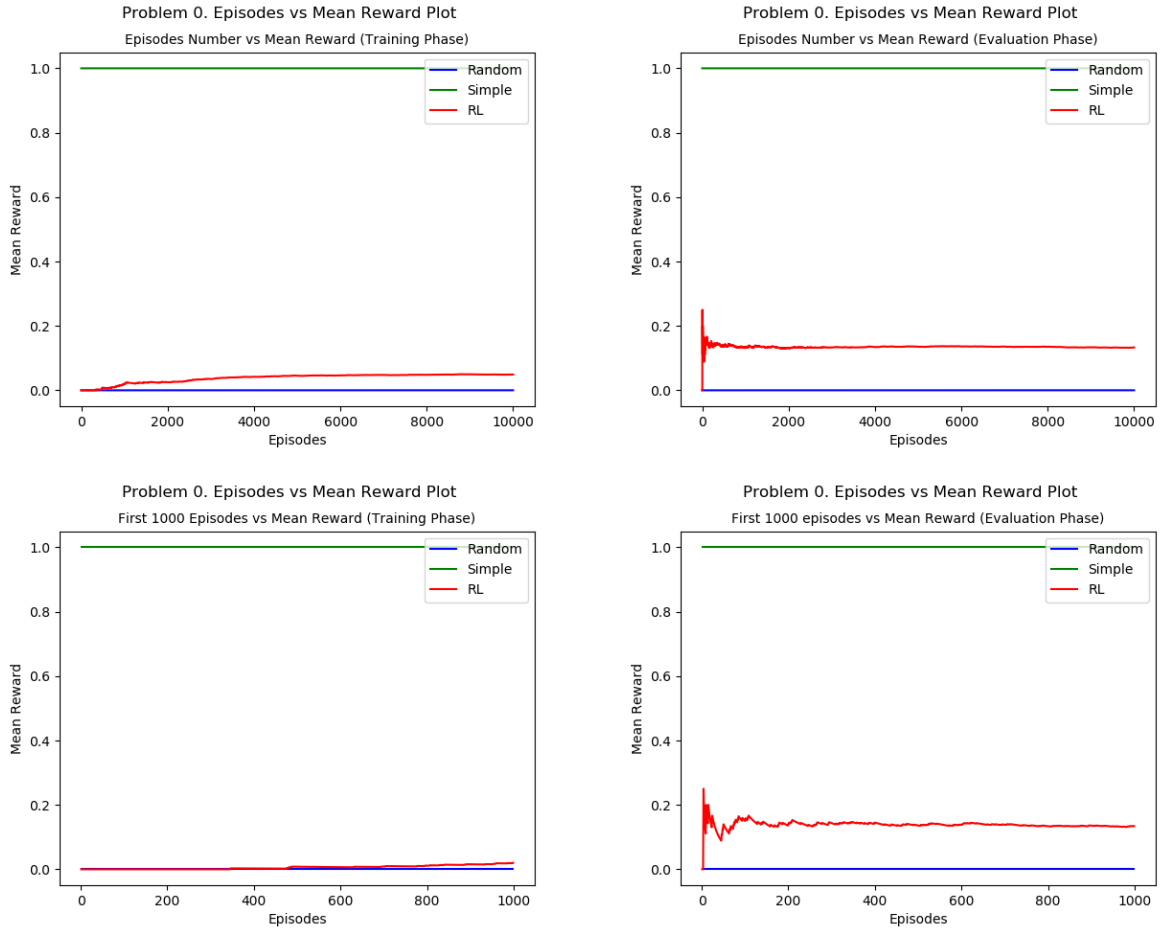 Problem 0. Episodes vs Mean Reward Plot
Episodes Number vs Mean Reward (Training Phase)
1.0
0.8
0.6
0.4
0.2
0.0
Mean Reward
Random
Simple
RL
0 2000 4000 6000 8000 10000
Episodes
Problem 0. Episodes vs Mean Reward Plot
Episodes Number vs Mean Reward (Evaluation Phase)
1.0
0.8
0.6
0.4
0.2
0.0
Mean Reward
Random
Simple
RL
0 2000 4000 6000 8000 10000
Episodes
Problem 0. Episodes vs Mean Reward Plot
First 1000 Episodes vs Mean Reward (Training Phase)
1.0
0.8
0.6
0.4
0.2
0.0
Mean Reward
Random
Simple
RL
0 200 400 600 800 1000
Episodes
Problem 0. Episodes vs Mean Reward Plot
First 1000 episodes vs Mean Reward (Evaluation Phase)
1.0
0.8
0.6
0.4
0.2
0.0
Mean Reward
Random
Simple
RL
0 200 400 600 800 1000
Episodes